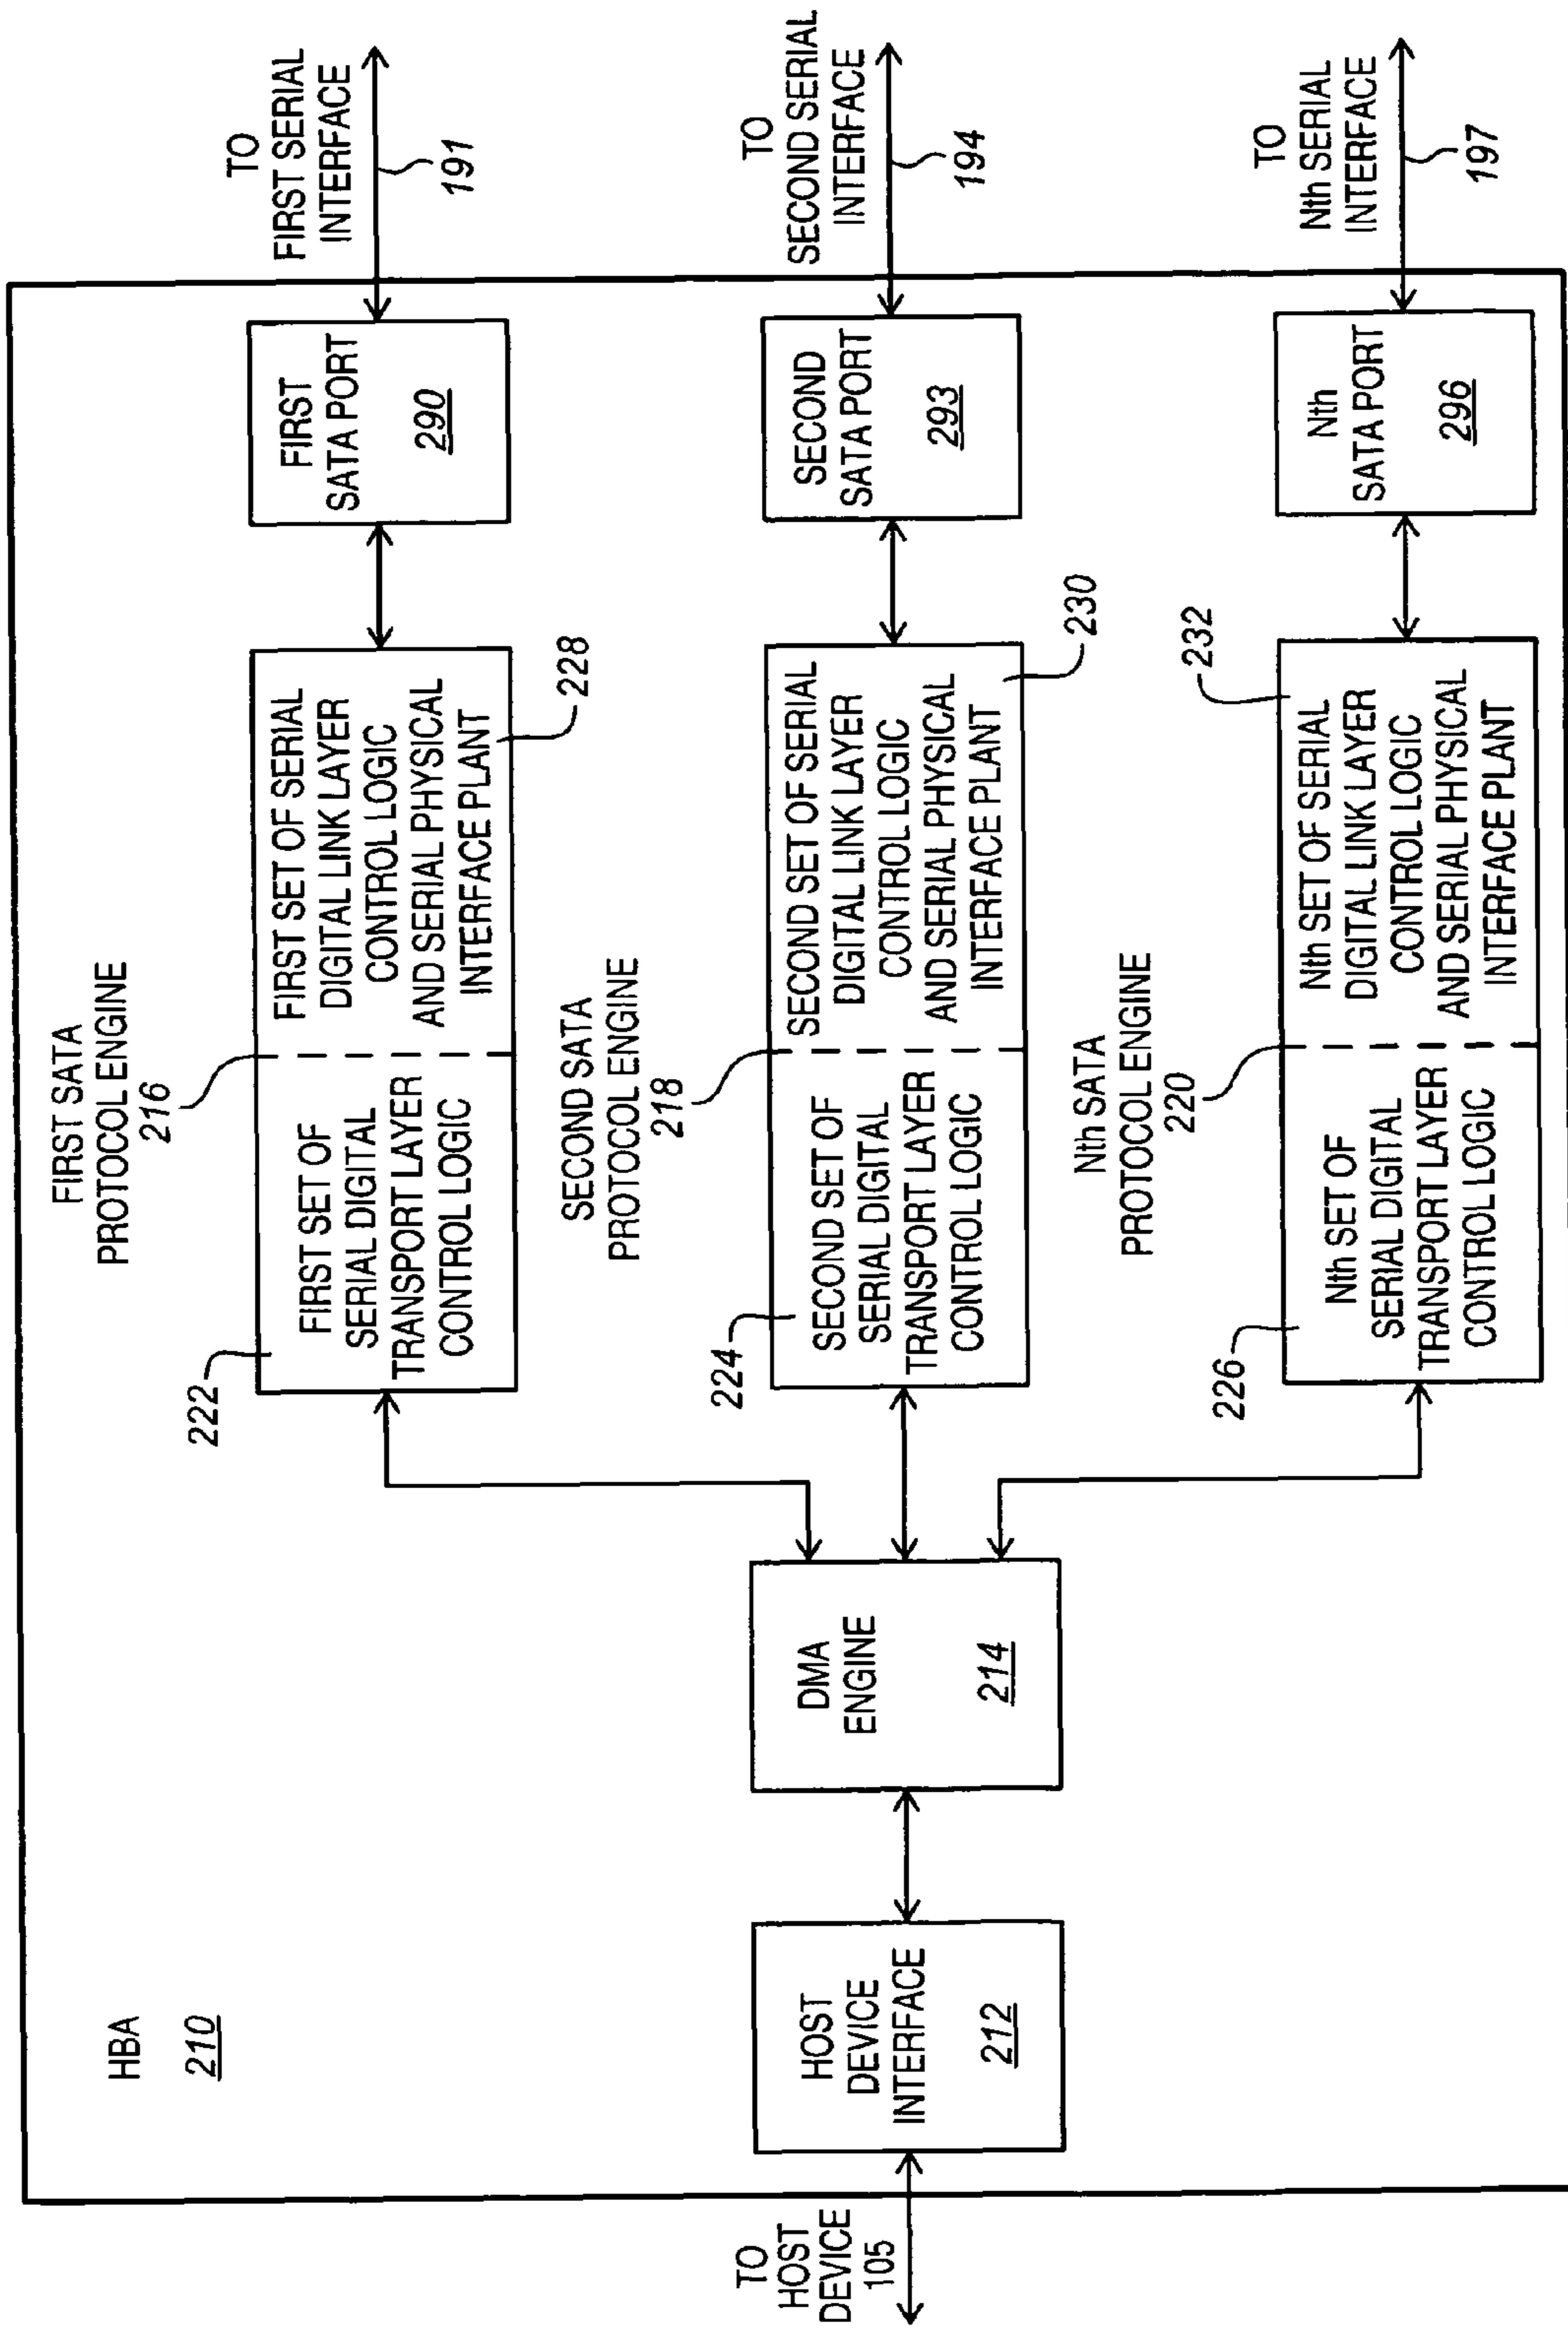 HBA
210
TO
HOST
DEVICE
105
HOST
DEVICE
INTERFACE
212
DMA
ENGINE
214
FIRST SATA
PROTOCOL ENGINE
216
222
FIRST SET OF
SERIAL DIGITAL
TRANSPORT LAYER
CONTROL LOGIC
FIRST SET OF SERIAL
DIGITAL LINK LAYER
CONTROL LOGIC
AND SERIAL PHYSICAL
INTERFACE PLANT
228
FIRST
SATA PORT
290
TO
FIRST SERIAL
INTERFACE
191
SECOND SATA
PROTOCOL ENGINE
218
224
SECOND SET OF
SERIAL DIGITAL
TRANSPORT LAYER
CONTROL LOGIC
SECOND SET OF SERIAL
DIGITAL LINK LAYER
CONTROL LOGIC
AND SERIAL PHYSICAL
INTERFACE PLANT
230
SECOND
SATA PORT
293
TO
SECOND SERIAL
INTERFACE
194
Nth SATA
PROTOCOL ENGINE
220
226
Nth SET OF
SERIAL DIGITAL
TRANSPORT LAYER
CONTROL LOGIC
Nth SET OF SERIAL
DIGITAL LINK LAYER
CONTROL LOGIC
AND SERIAL PHYSICAL
INTERFACE PLANT
232
Nth
SATA PORT
296
TO
Nth SERIAL
INTERFACE
197